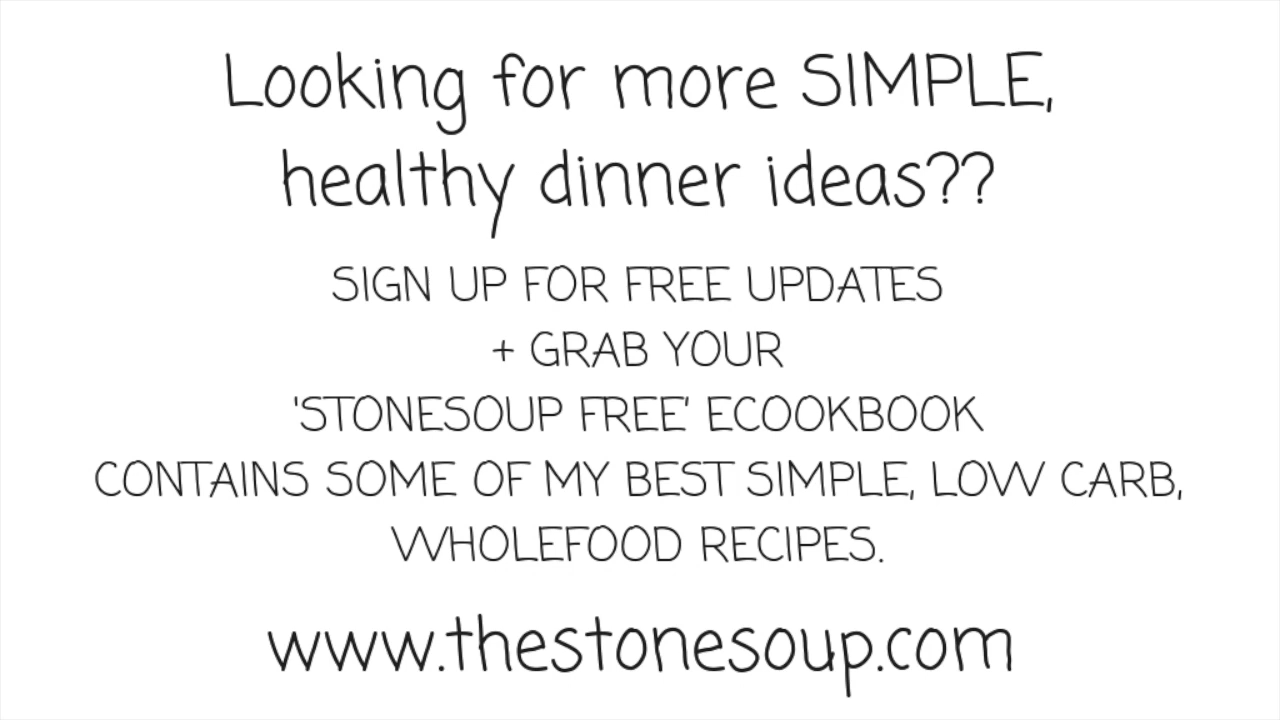 Looking for more SIMPLE,
healthy dinner ideas??
SIGN UP FOR FREE UPDATES
+ GRAB YOUR
'STONESOUP FREE' ECOOKBOOK
CONTAINS SOME OF MY BEST SIMPLE, LOW CARB,
WHOLEFOOD RECIPES.
www.thestonesoup.com